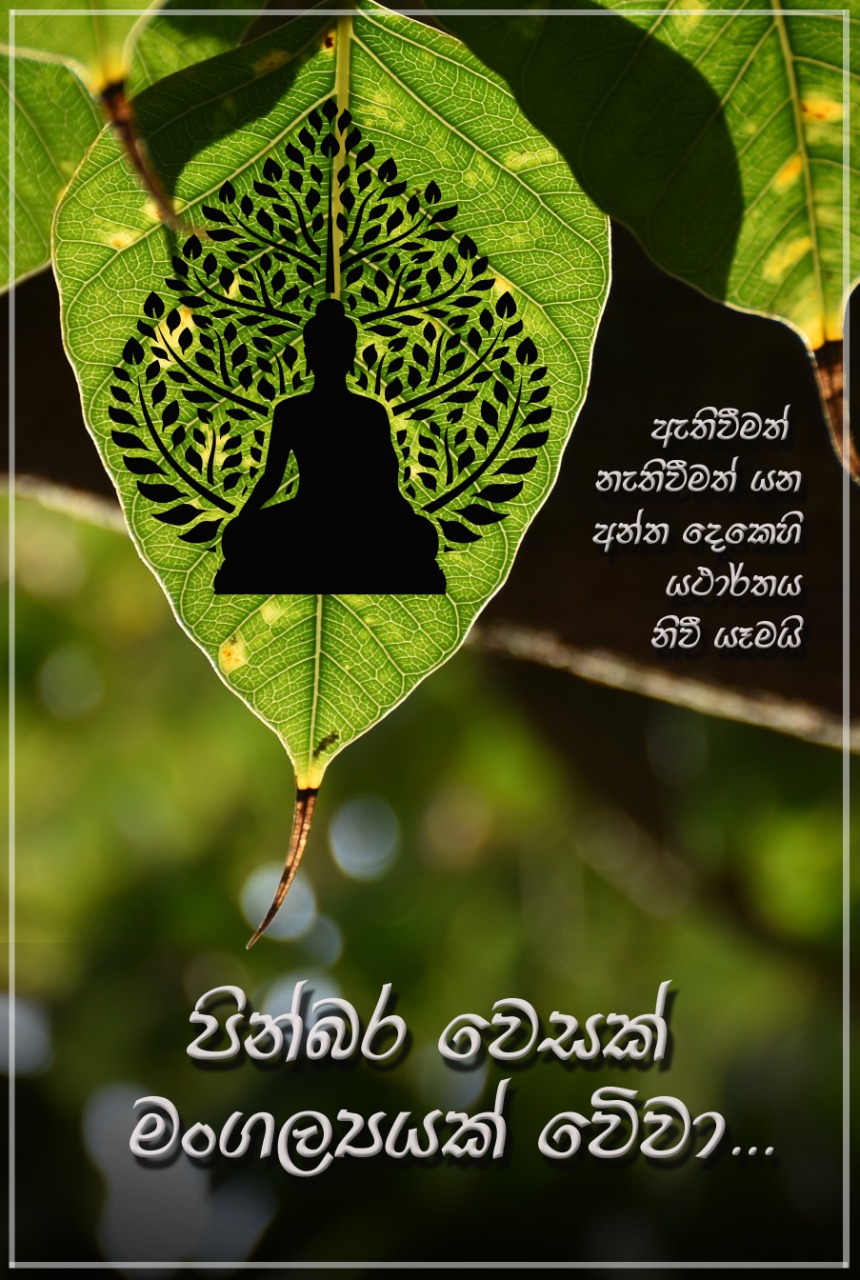 ඇතිවීමත්
නැතිවීමත් යන
අන්ත දෙකෙහි
යථාර්තය
නිවී යෑමයි
පින්බර වෙසක්
මංගල්‍යයක් වේවා...